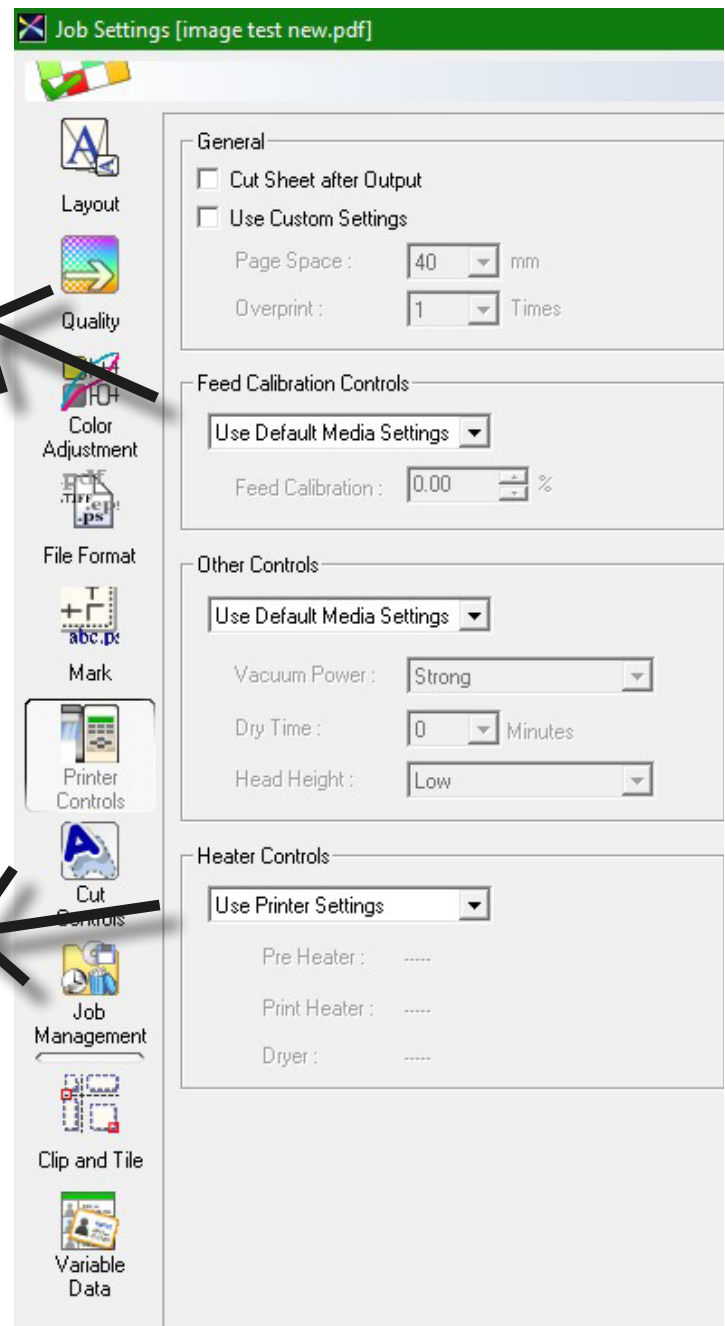 Job Settings [image test new.pdf]
Layout
Quality
Color
Adjustment
File Format
Mark
Printer
Controls
Cut
Controls
Job
Management
Clip and Tile
Variable
Data
General
Cut Sheet after Output
Use Custom Settings
Page Space : 40 mm
Overprint : 1 Times
Feed Calibration Controls
Use Default Media Settings
Feed Calibration : 0.00 %
Other Controls
Use Default Media Settings
Vacuum Power : Strong
Dry Time : 0 Minutes
Head Height : Low
Heater Controls
Use Printer Settings
Pre Heater : -----
Print Heater : -----
Dryer : -----